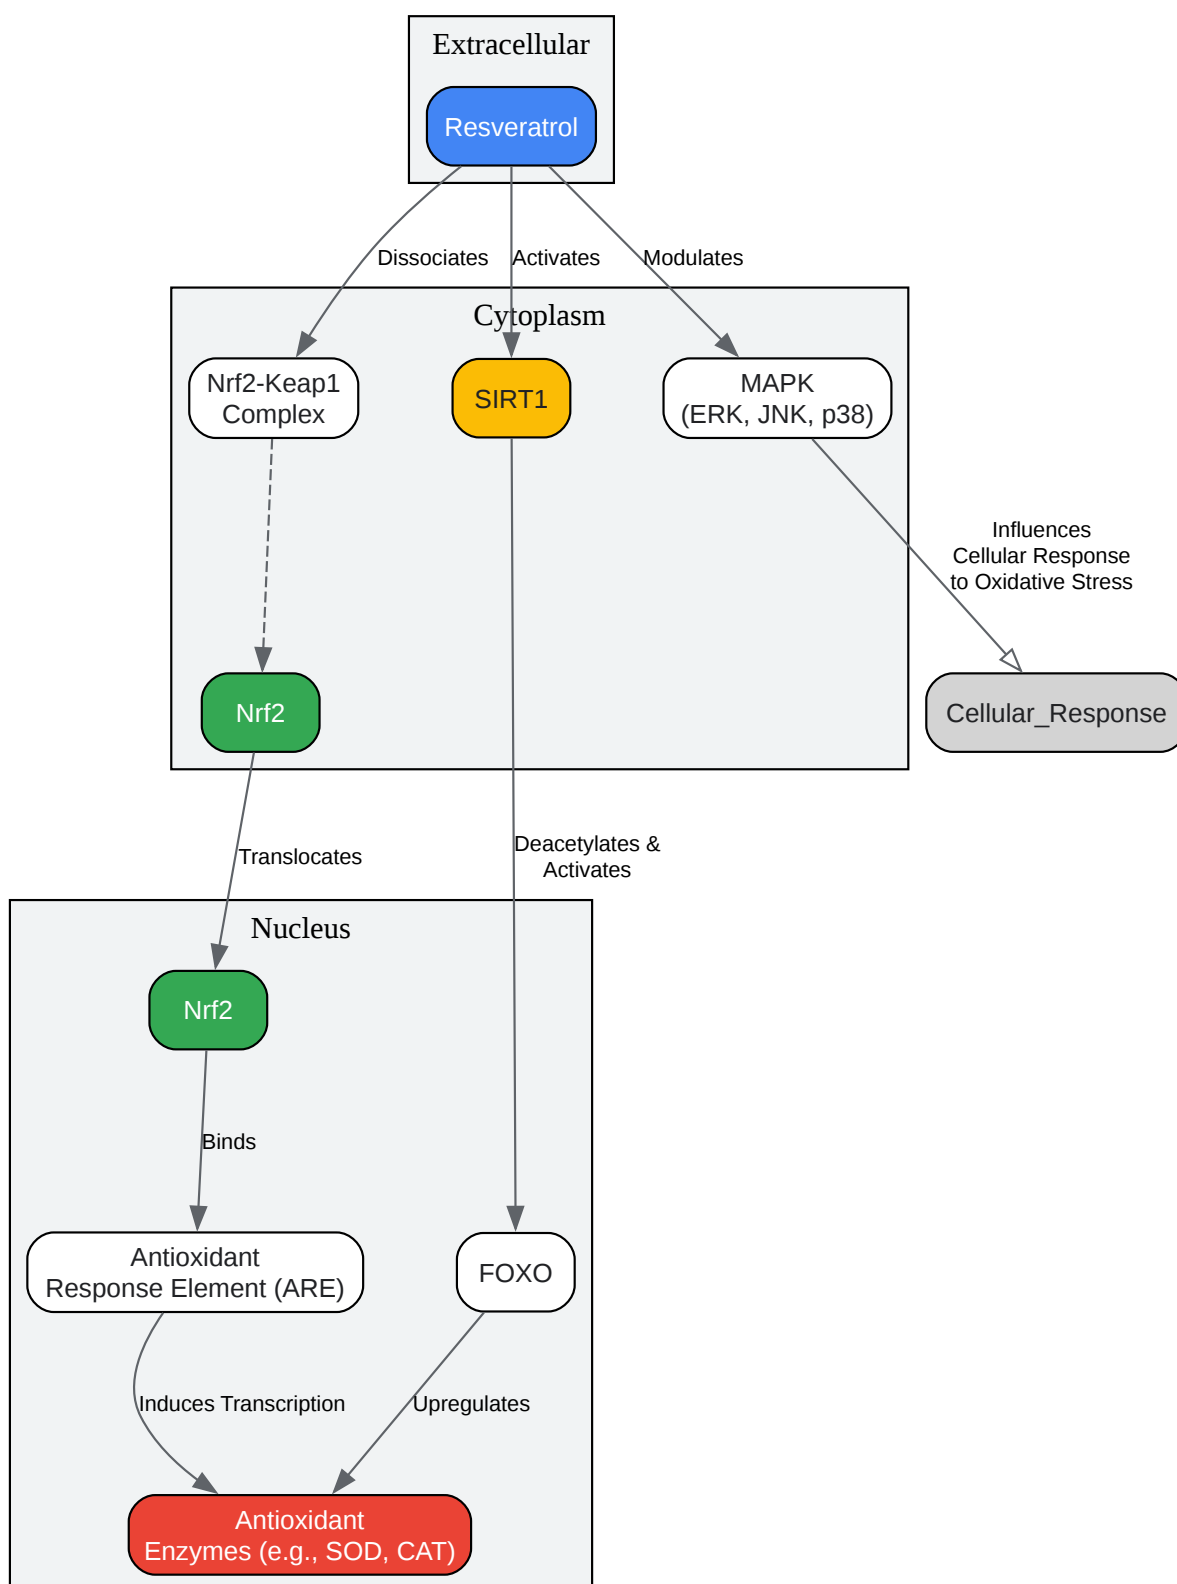 Extracellular
Resveratrol
Dissociates
Activates
Modulates
Cytoplasm
Nrf2-Keap1
Complex
SIRT1
MAPK
(ERK, JNK, p38)
Influences
Cellular Response
to Oxidative Stress
Nrf2
Cellular_Response
Translocates
Deacetylates &
Activates
Nucleus
Nrf2
Binds
Antioxidant
Response Element (ARE)
FOXO
Induces Transcription
Upregulates
Antioxidant
Enzymes (e.g., SOD, CAT)